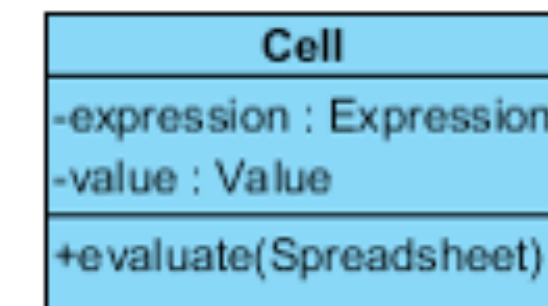 Cell
-expression : Expression
-value : Value
+evaluate(Spreadsheet)